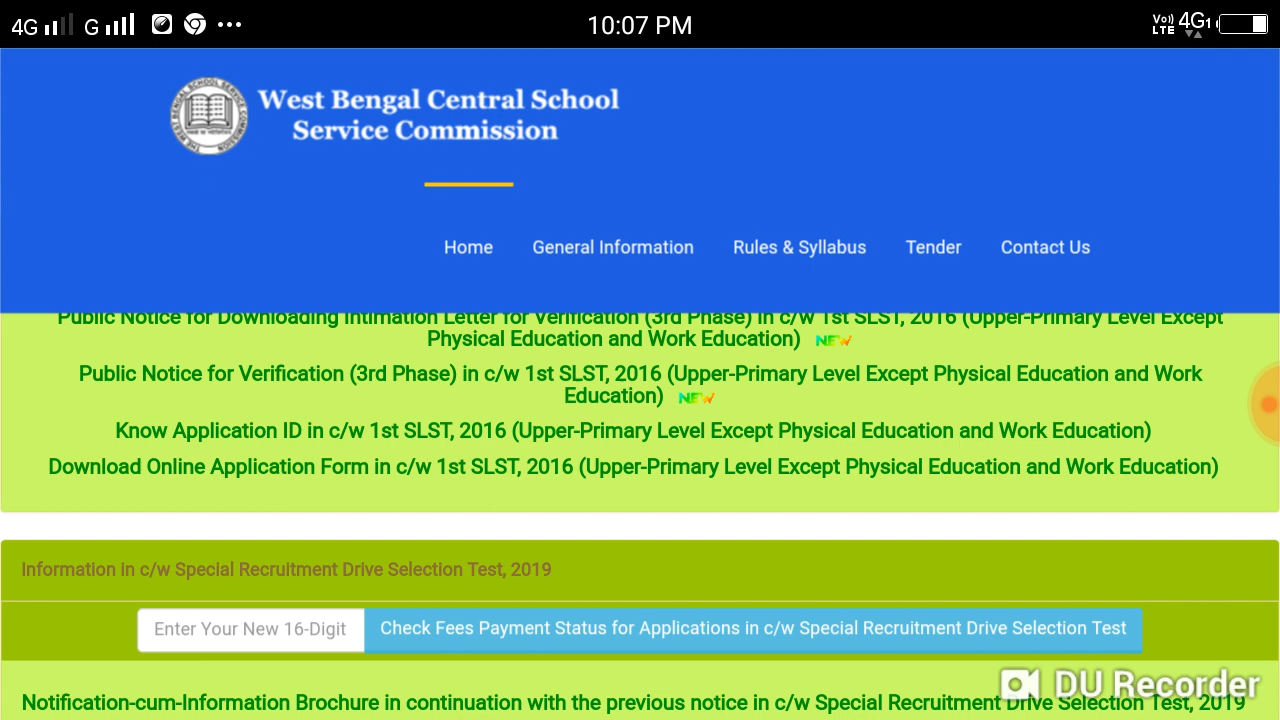 4G G 10:07 PM Vo)) LTE 4G1
THE WEST BENGAL SCHOOL SERVICE COMMISSION
West Bengal Central School
Service Commission
Home General Information Rules & Syllabus Tender Contact Us
Public Notice for Downloading Intimation Letter for Verification (3rd Phase) in c/w 1st SLST, 2016 (Upper-Primary Level Except
Physical Education and Work Education) NEW
Public Notice for Verification (3rd Phase) in c/w 1st SLST, 2016 (Upper-Primary Level Except Physical Education and Work
Education) NEW
Know Application ID in c/w 1st SLST, 2016 (Upper-Primary Level Except Physical Education and Work Education)
Download Online Application Form in c/w 1st SLST, 2016 (Upper-Primary Level Except Physical Education and Work Education)
Information in c/w Special Recruitment Drive Selection Test, 2019
Enter Your New 16-Digit Check Fees Payment Status for Applications in c/w Special Recruitment Drive Selection Test
DU Recorder
Notification-cum-Information Brochure in continuation with the previous notice in c/w Special Recruitment Drive Selection Test, 2019